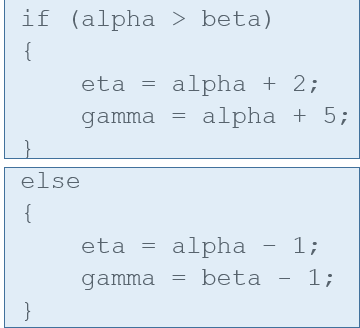 if (alpha > beta)
{
    eta = alpha + 2;
    gamma = alpha + 5;
}
else
{
    eta = alpha - 1;
    gamma = beta - 1;
}